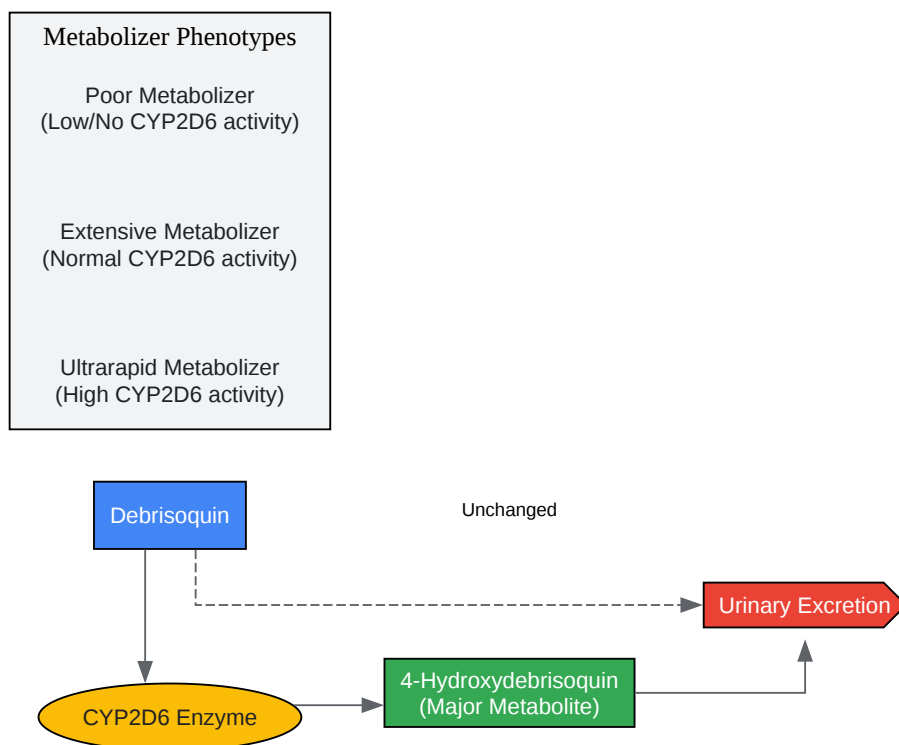 Metabolizer Phenotypes
Poor Metabolizer
(Low/No CYP2D6 activity)
Extensive Metabolizer
(Normal CYP2D6 activity)
Ultrarapid Metabolizer
(High CYP2D6 activity)
Debrisoquin
Unchanged
Urinary Excretion
4-Hydroxydebrisoquin
(Major Metabolite)
CYP2D6 Enzyme